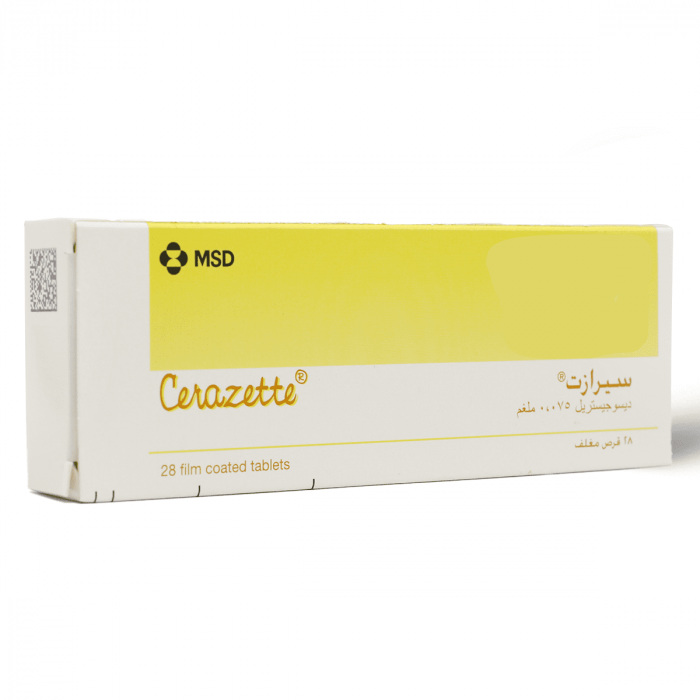 MSD
Cerazette®
28 film coated tablets
سيرازت®
ديسوجيستريل ٠,٠٧٥ ملغم
٢٨ قرص مغلف